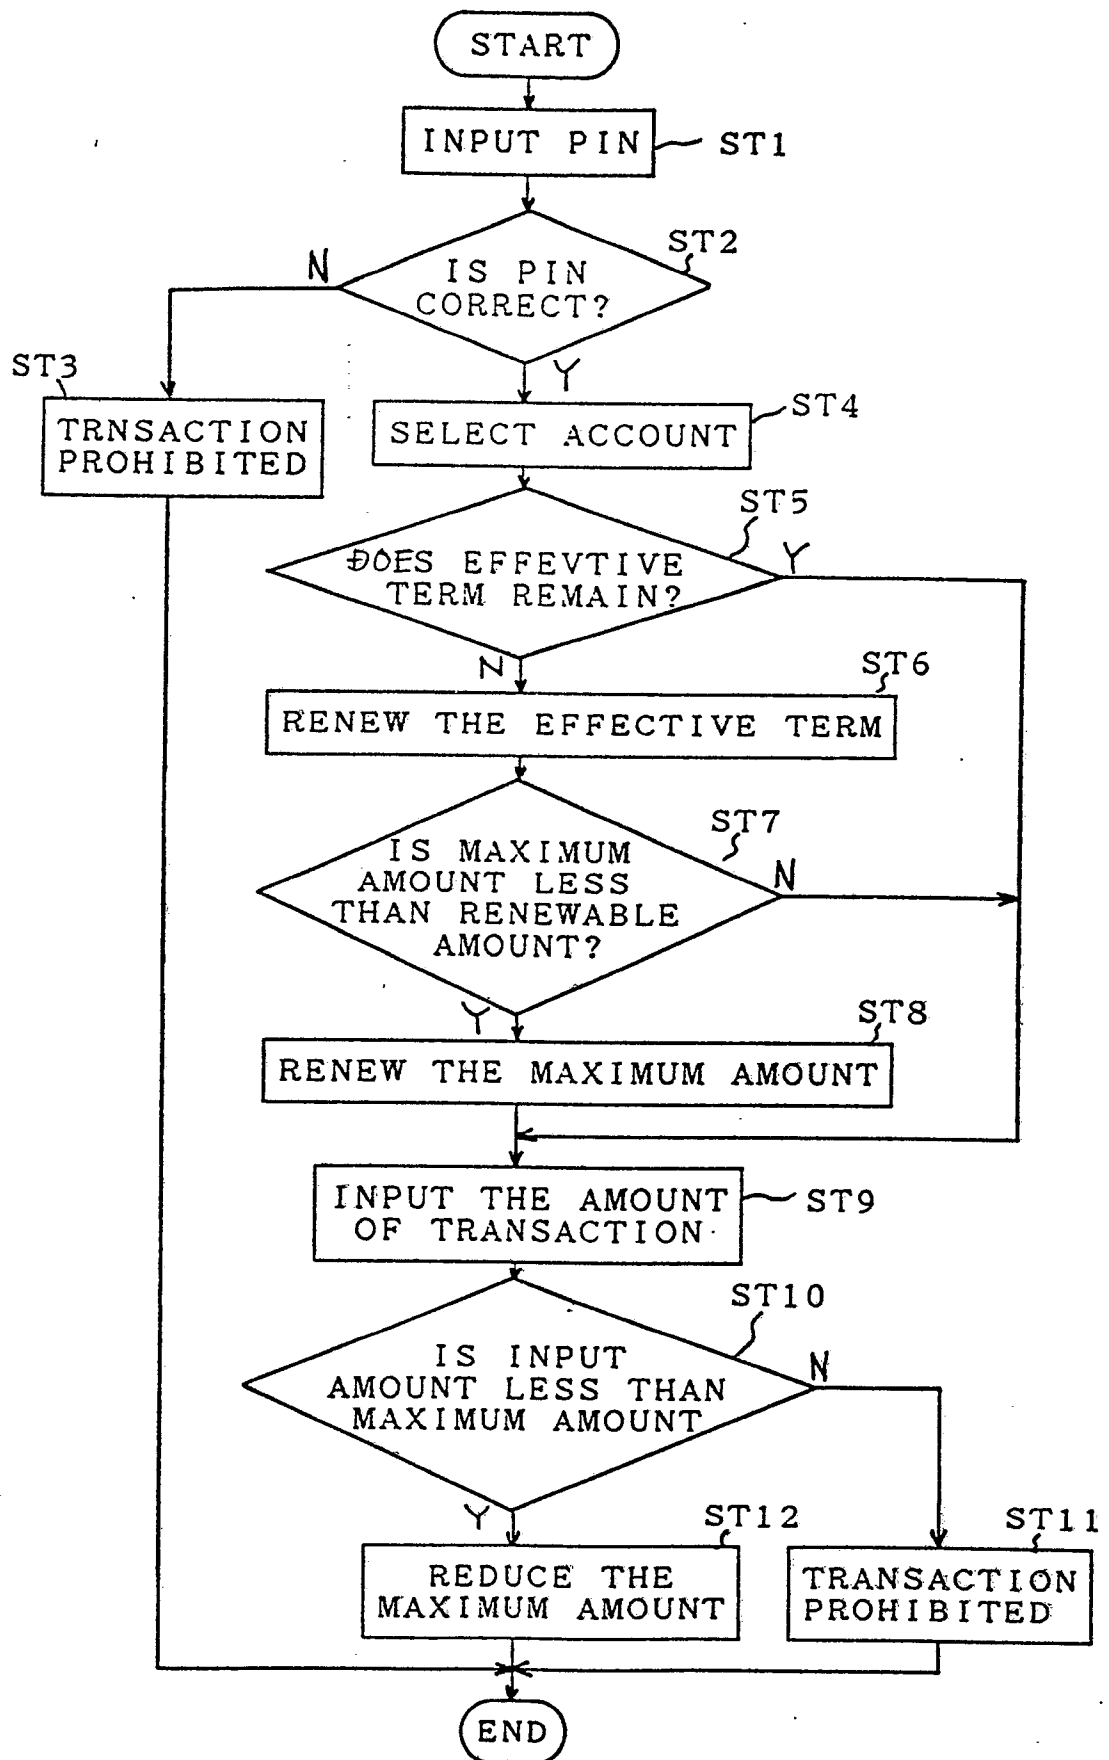 START
INPUT PIN
ST1
ST2
N
IS PIN
CORRECT?
Y
ST3
TRNSACTION
PROHIBITED
ST4
SELECT ACCOUNT
ST5
DOES EFFEVTIVE
TERM REMAIN?
Y
N
ST6
RENEW THE EFFECTIVE TERM
ST7
IS MAXIMUM
AMOUNT LESS
THAN RENEWABLE
AMOUNT?
N
Y
ST8
RENEW THE MAXIMUM AMOUNT
INPUT THE AMOUNT
OF TRANSACTION
ST9
ST10
IS INPUT
AMOUNT LESS THAN
MAXIMUM AMOUNT
N
Y
ST12
REDUCE THE
MAXIMUM AMOUNT
ST11
TRANSACTION
PROHIBITED
END